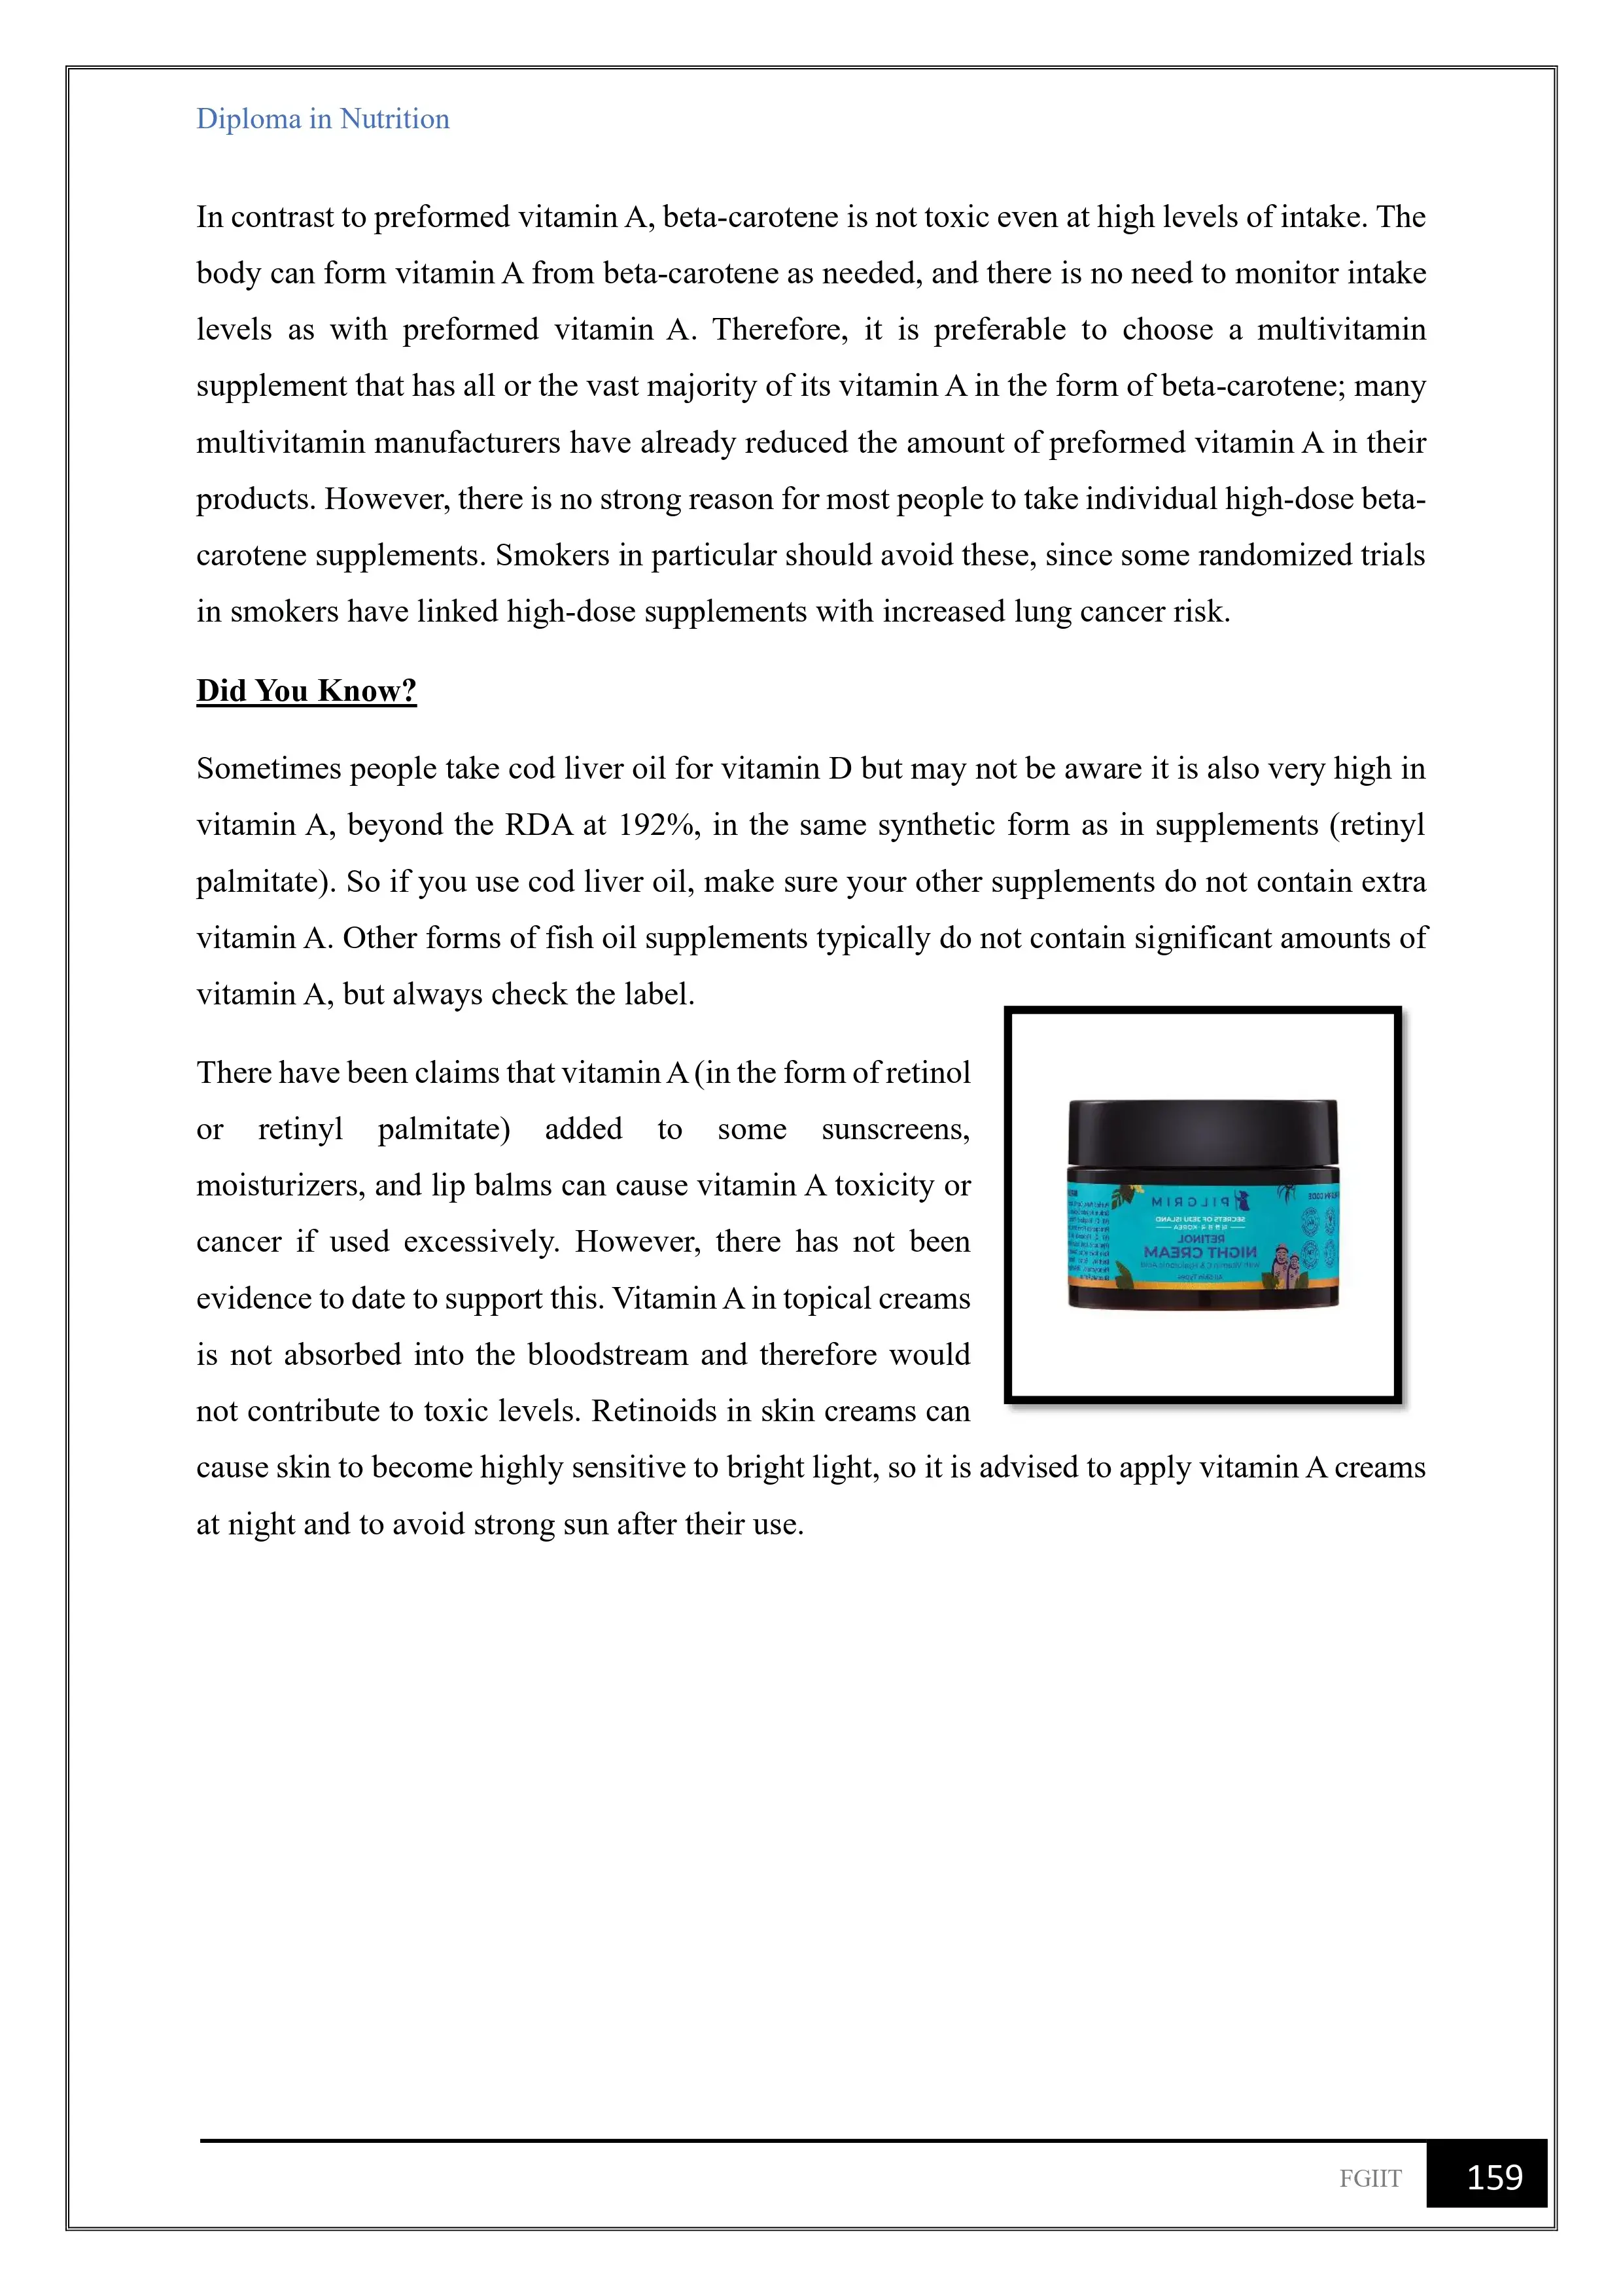 Diploma in Nutrition
In contrast to preformed vitamin A, beta-carotene is not toxic even at high levels of intake. The
body can form vitamin A from beta-carotene as needed, and there is no need to monitor intake
levels as with preformed vitamin A. Therefore, it is preferable to choose a multivitamin
supplement that has all or the vast majority of its vitamin A in the form of beta-carotene; many
multivitamin manufacturers have already reduced the amount of preformed vitamin A in their
products. However, there is no strong reason for most people to take individual high-dose beta-
carotene supplements. Smokers in particular should avoid these, since some randomized trials
in smokers have linked high-dose supplements with increased lung cancer risk.
Did You Know?
Sometimes people take cod liver oil for vitamin D but may not be aware it is also very high in
vitamin A, beyond the RDA at 192%, in the same synthetic form as in supplements (retinyl
palmitate). So if you use cod liver oil, make sure your other supplements do not contain extra
vitamin A. Other forms of fish oil supplements typically do not contain significant amounts of
vitamin A, but always check the label.
There have been claims that vitamin A (in the form of retinol
or retinyl palmitate) added to some sunscreens,
moisturizers, and lip balms can cause vitamin A toxicity or
cancer if used excessively. However, there has not been
evidence to date to support this. Vitamin A in topical creams
is not absorbed into the bloodstream and therefore would
not contribute to toxic levels. Retinoids in skin creams can
cause skin to become highly sensitive to bright light, so it is advised to apply vitamin A creams
at night and to avoid strong sun after their use.
PILGRIM
SECRETS OF JEJU ISLAND
KOREA
RETINOL
NIGHT CREAM
with Vitamin C & Hyaluronic Acid
All Skin Types
FGIIT
159